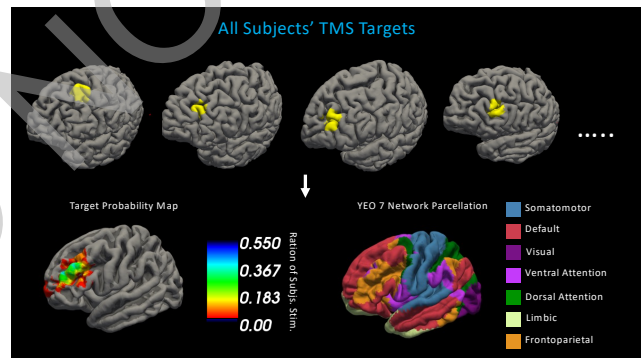 All Subjects' TMS Targets
.....
Target Probability Map
YEO 7 Network Parcellation
0.550
0.367
0.183
0.00
Ration of Subjs. Stim.
Somatomotor
Default
Visual
Ventral Attention
Dorsal Attention
Limbic
Frontoparietal